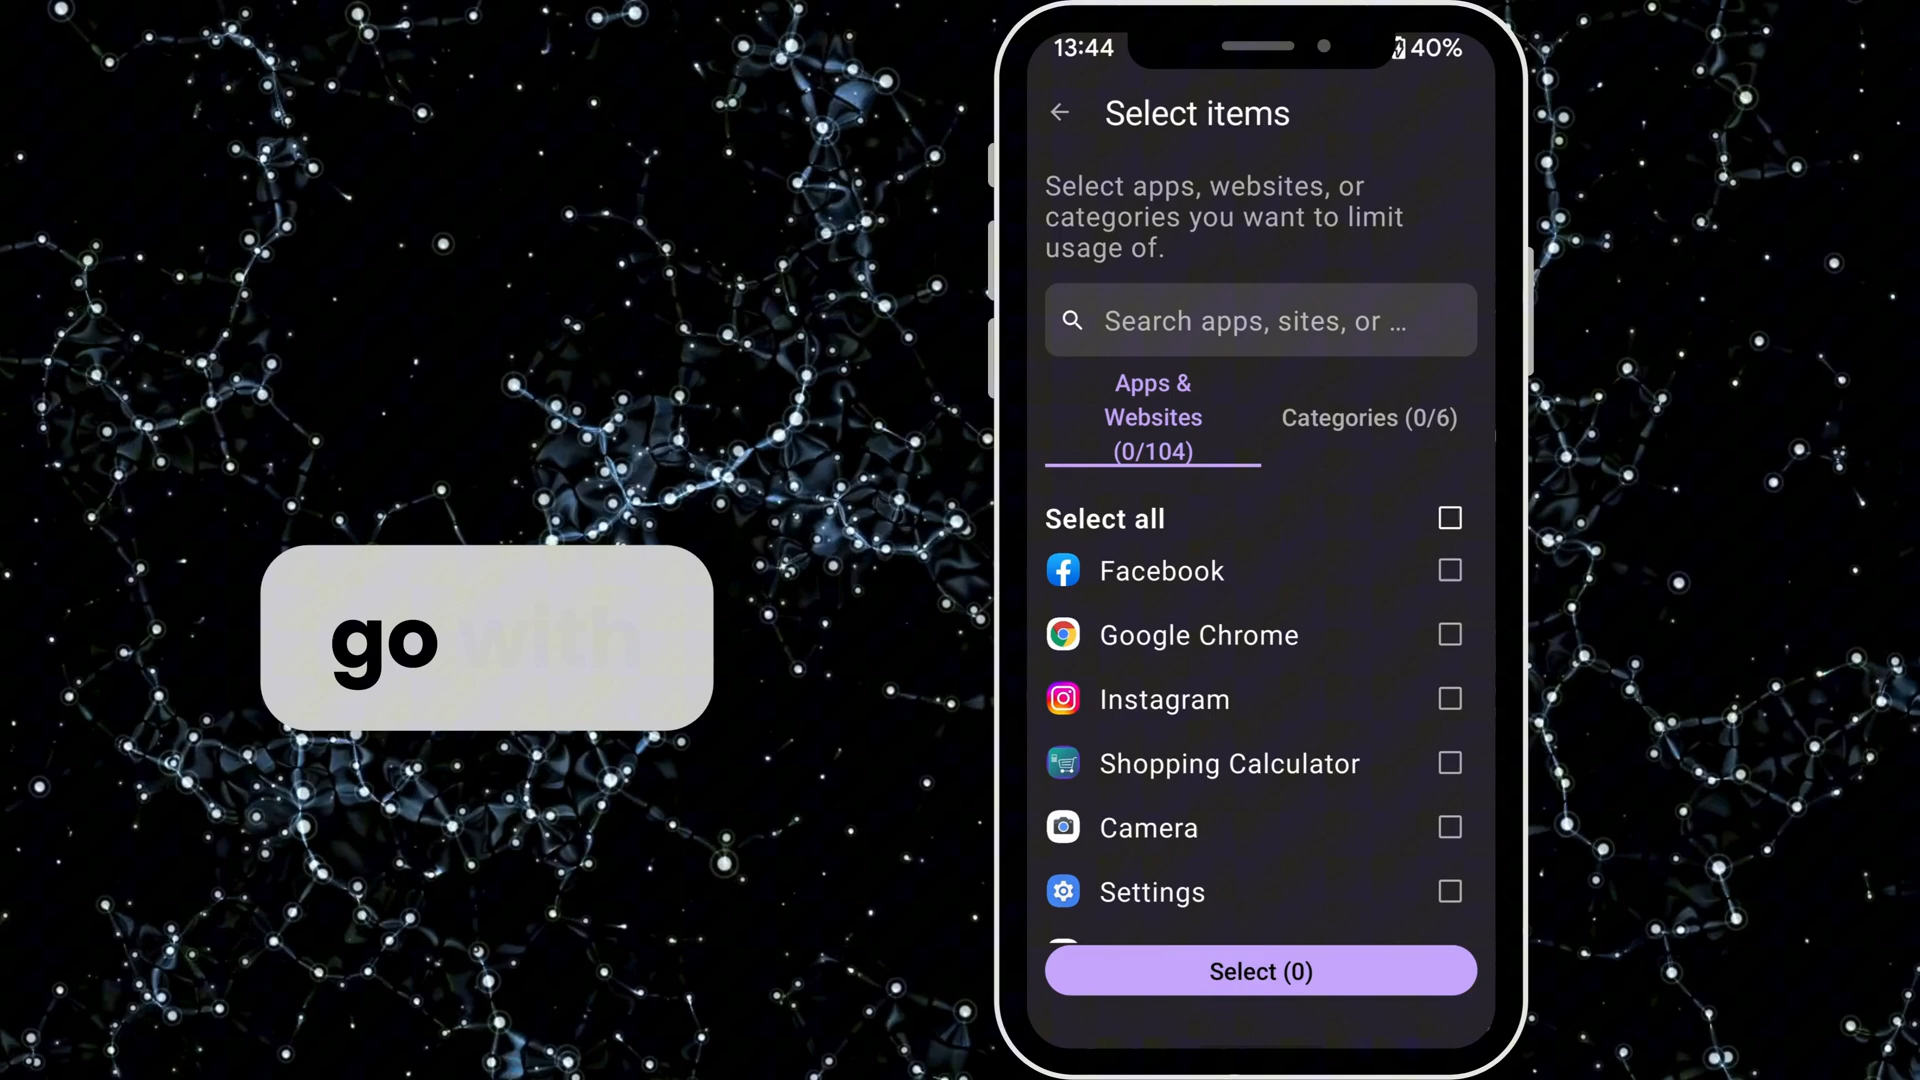 go with
13:44
40%
Select items
Select apps, websites, or
categories you want to limit
usage of.
Search apps, sites, or ...
Apps &
Websites
(0/104)
Categories (0/6)
Select all
Facebook
Google Chrome
Instagram
Shopping Calculator
Camera
Settings
Select (0)